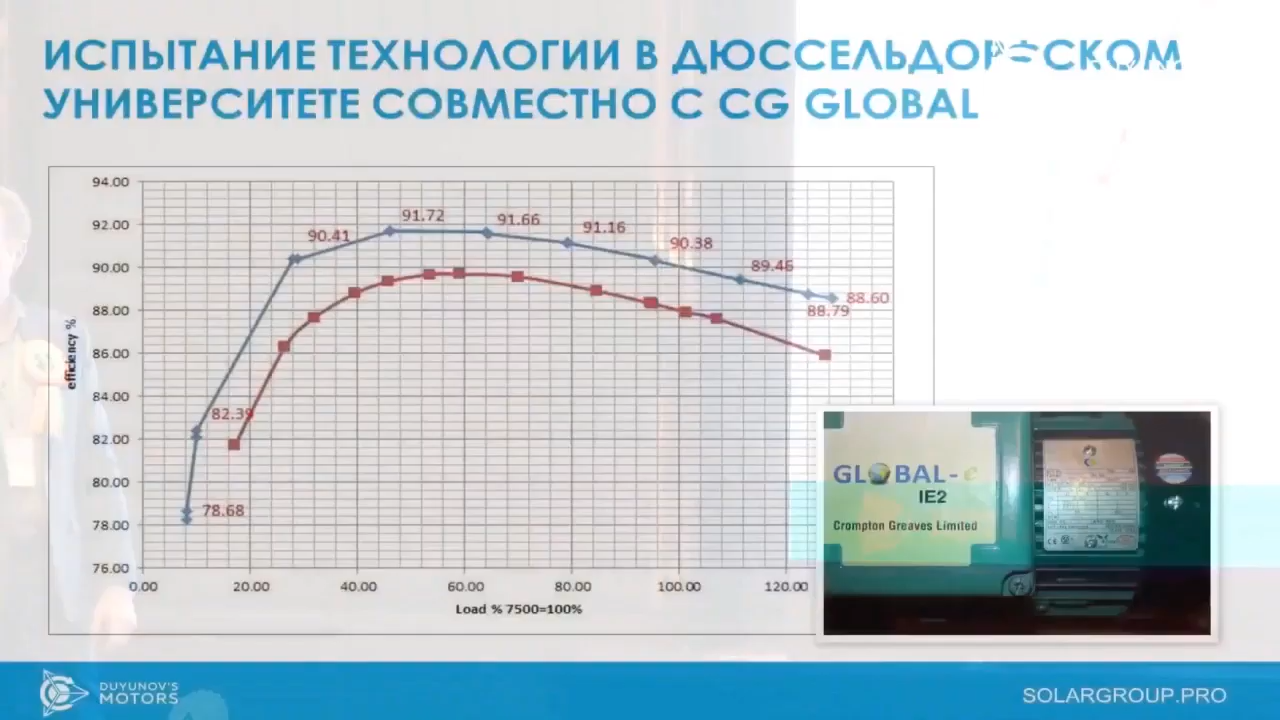 ИСПЫТАНИЕ ТЕХНОЛОГИИ В ДЮССЕЛЬДОРФСКОМ
УНИВЕРСИТЕТЕ СОВМЕСТНО С CG GLOBAL
94.00
92.00
90.00
88.00
86.00
84.00
82.00
80.00
78.00
76.00
efficiency %
78.68
82.39
90.41
91.72
91.66
91.16
90.38
89.46
88.60
88.79
0.00 20.00 40.00 60.00 80.00 100.00 120.00
Load % 7500=100%
GLOBAL-e
IE2
Crompton Greaves Limited
DUYUNOV'S
MOTORS
SOLARGROUP.PRO